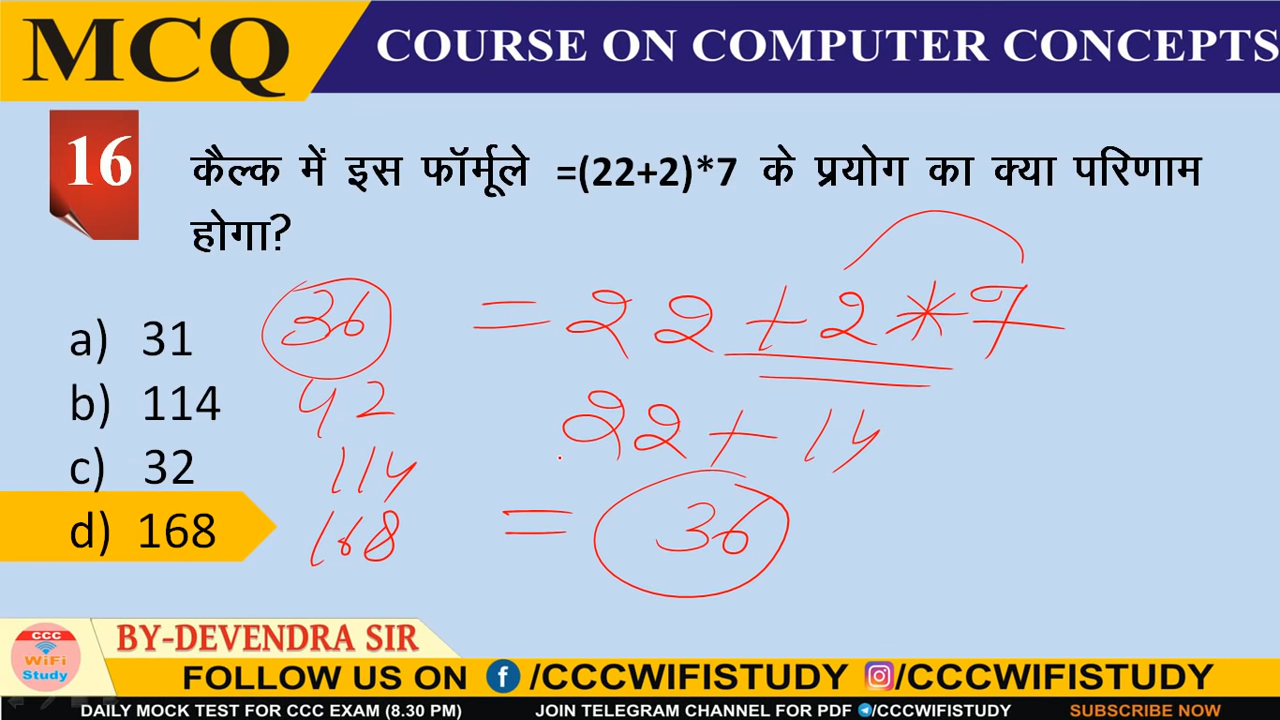 MCQ
COURSE ON COMPUTER CONCEPTS
16
कैल्क में इस फॉर्मूले =(22+2)*7 के प्रयोग का क्या परिणाम
होगा?
a) 31
b) 114
c) 32
d) 168
36
42
114
168
= 22 + 2 * 7
22 + 14
= 36
CCC
WiFi
Study
BY-DEVENDRA SIR
FOLLOW US ON f /CCCWIFISTUDY /CCCWIFISTUDY
DAILY MOCK TEST FOR CCC EXAM (8.30 PM) JOIN TELEGRAM CHANNEL FOR PDF /CCCWIFISTUDY SUBSCRIBE NOW